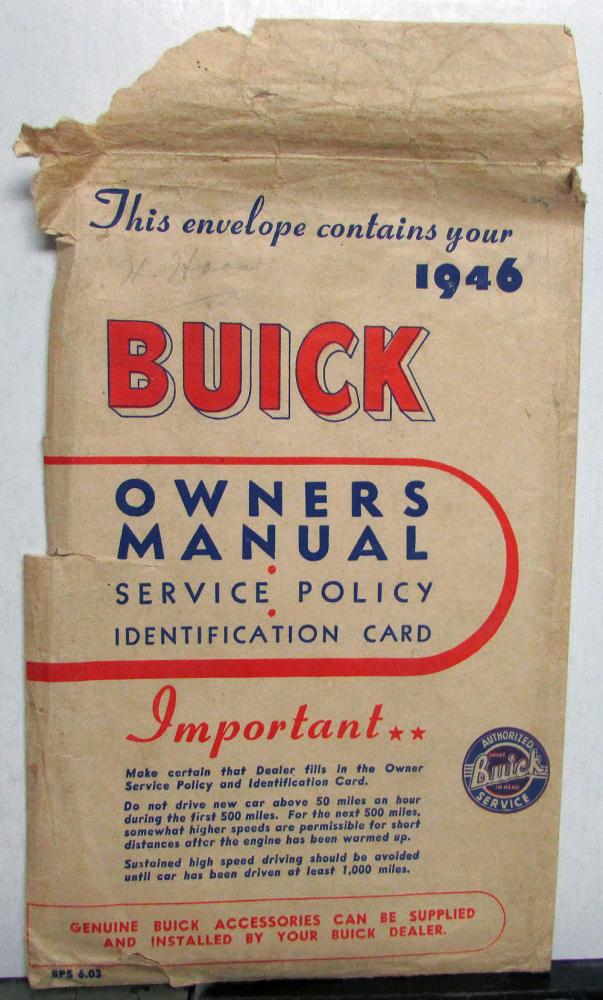 This envelope contains your
1946
BUICK
OWNERS
MANUAL
SERVICE POLICY
IDENTIFICATION CARD
Important
Make certain that Dealer fills in the Owner
Service Policy and Identification Card.
Do not drive new car above 50 miles an hour
during the first 500 miles. For the next 500 miles,
somewhat higher speeds are permissible for short
distances after the engine has been warmed up.
Sustained high speed driving should be avoided
until car has been driven at least 1,000 miles.
AUTHORIZED
Buick
SERVICE
GENUINE BUICK ACCESSORIES CAN BE SUPPLIED
AND INSTALLED BY YOUR BUICK DEALER.
BPS 6.03